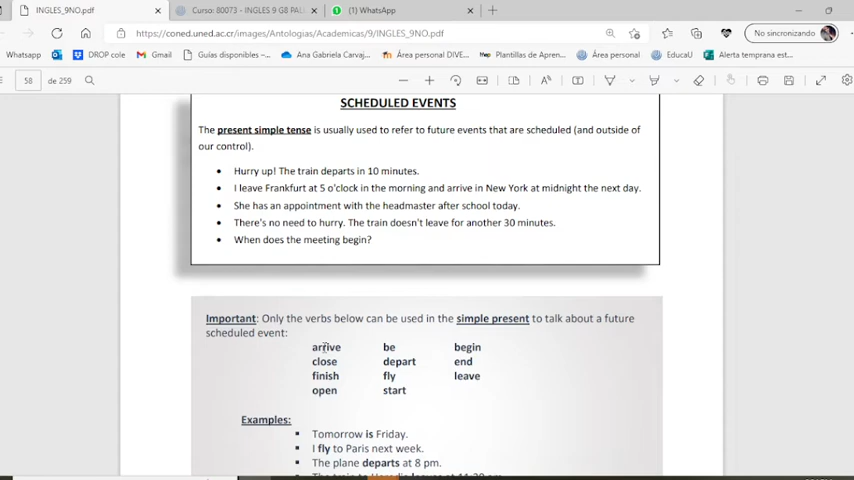 INGLES_9NO.pdf
Curso: 80073 - INGLES 9 G8 PAL
(1) WhatsApp
https://coned.uned.ac.cr/images/Antologias/Academicas/9/INGLES_9NO.pdf
No sincronizando
Whatsapp
DROP cole
Gmail
Guías disponibles –...
Ana Gabriela Carvaj...
Área personal DIVE...
Plantillas de Aprend...
Área personal
EducaU
Alerta temprana est...
58 de 259
SCHEDULED EVENTS
The present simple tense is usually used to refer to future events that are scheduled (and outside of
our control).
• Hurry up! The train departs in 10 minutes.
• I leave Frankfurt at 5 o'clock in the morning and arrive in New York at midnight the next day.
• She has an appointment with the headmaster after school today.
• There's no need to hurry. The train doesn't leave for another 30 minutes.
• When does the meeting begin?
Important: Only the verbs below can be used in the simple present to talk about a future
scheduled event:
arrive be begin
close depart end
finish fly leave
open start
Examples:
▪ Tomorrow is Friday.
▪ I fly to Paris next week.
▪ The plane departs at 8 pm.